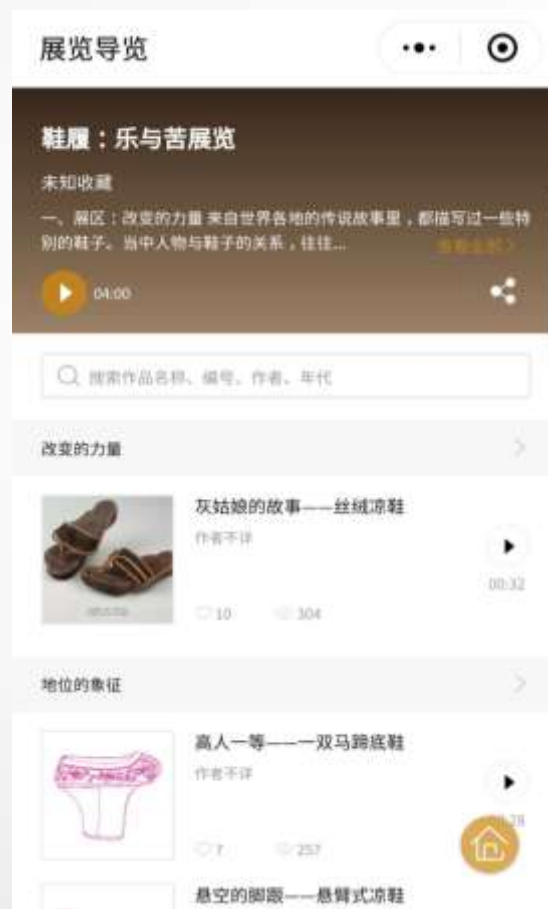 展览导览
鞋履：乐与苦展览
未知收藏
一、展区：改变的力量 来自世界各地的传说故事里，都描写过一些特
别的鞋子。当中人物与鞋子的关系，往往...
04:00
搜索作品名称、编号、作者、年代
改变的力量
灰姑娘的故事——丝绒凉鞋
作者不详
00:32
10
304
地位的象征
高人一等——一双马蹄底鞋
作者不详
7
257
悬空的脚跟——悬臂式凉鞋